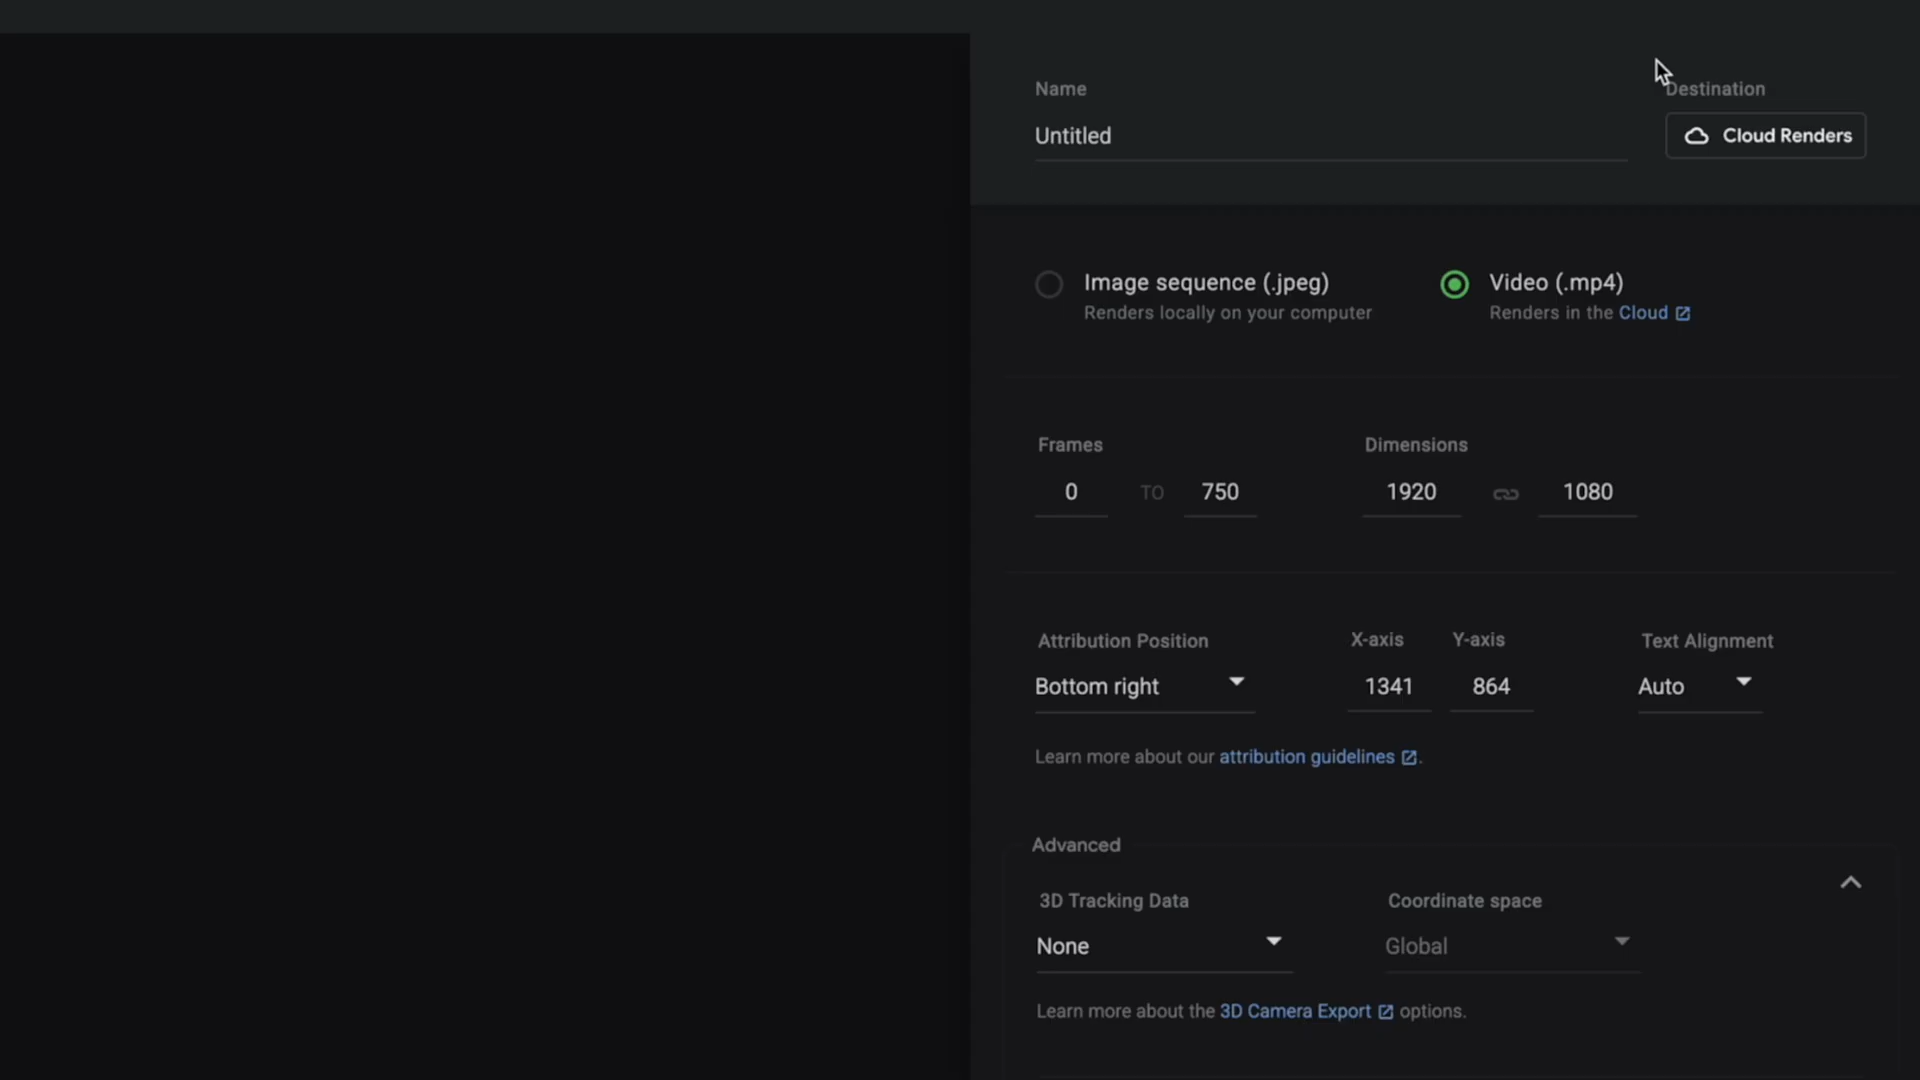 Name
Destination
Untitled
Cloud Renders
Image sequence (.jpeg)
Renders locally on your computer
Video (.mp4)
Renders in the Cloud
Frames
0 TO 750
Dimensions
1920 1080
Attribution Position
Bottom right
X-axis
1341
Y-axis
864
Text Alignment
Auto
Learn more about our attribution guidelines.
Advanced
3D Tracking Data
None
Coordinate space
Global
Learn more about the 3D Camera Export options.